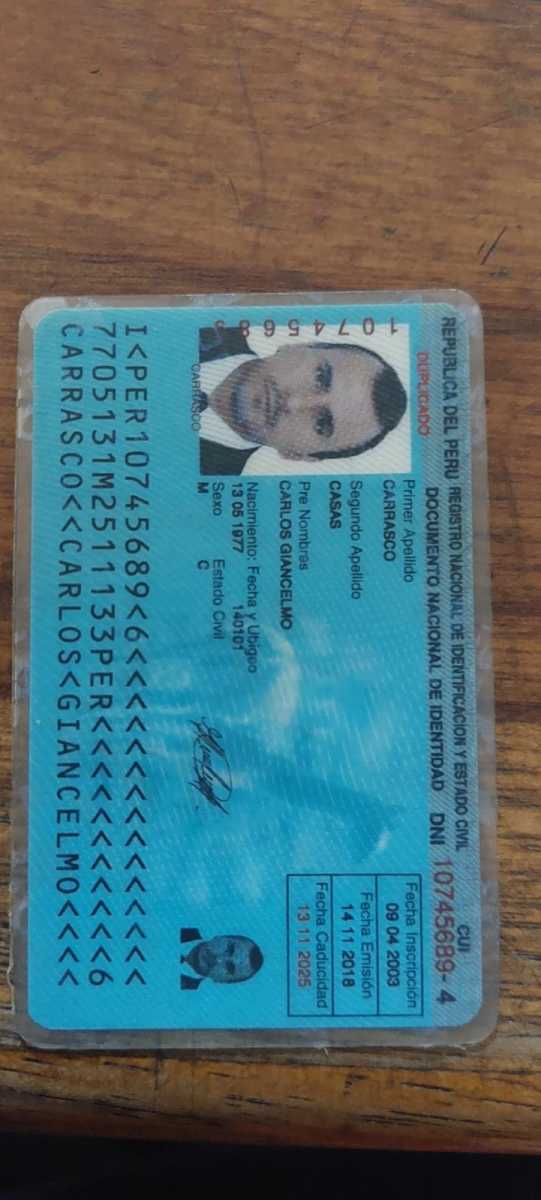 REPUBLICA DEL PERU REGISTRO NACIONAL DE IDENTIFICACION Y ESTADO CIVIL
CUI
DUPLICADO
DOCUMENTO NACIONAL DE IDENTIDAD DNI 10745689-4
Primer Apellido
CARRASCO
Segundo Apellido
CASAS
Pre Nombres
CARLOS GIANCELMO
Nacimiento: Fecha y Ubigeo
13 05 1977 140101
Sexo Estado Civil
M C
Fecha Inscripción
09 04 2003
Fecha Emisión
14 11 2018
Fecha Caducidad
13 11 2025
CARRASCO
I<PER10745689<6<<<<<<<<<<<<<<<
7705131M2511133PER<<<<<<<<<<<6
CARRASCO<<CARLOS<GIANCELMO<<<<